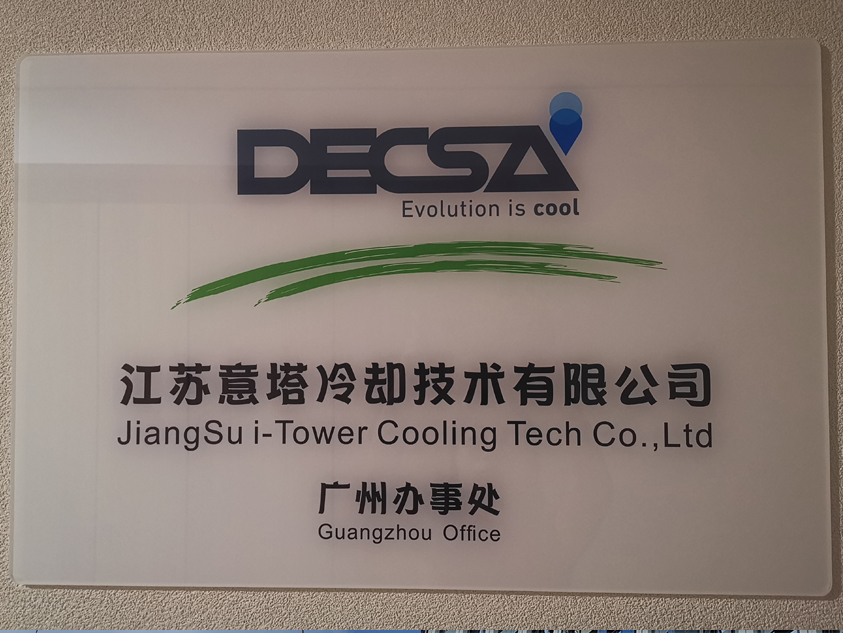 DECSA
Evolution is cool
江苏意塔冷却技术有限公司
JiangSu i-Tower Cooling Tech Co.,Ltd
广州办事处
Guangzhou Office